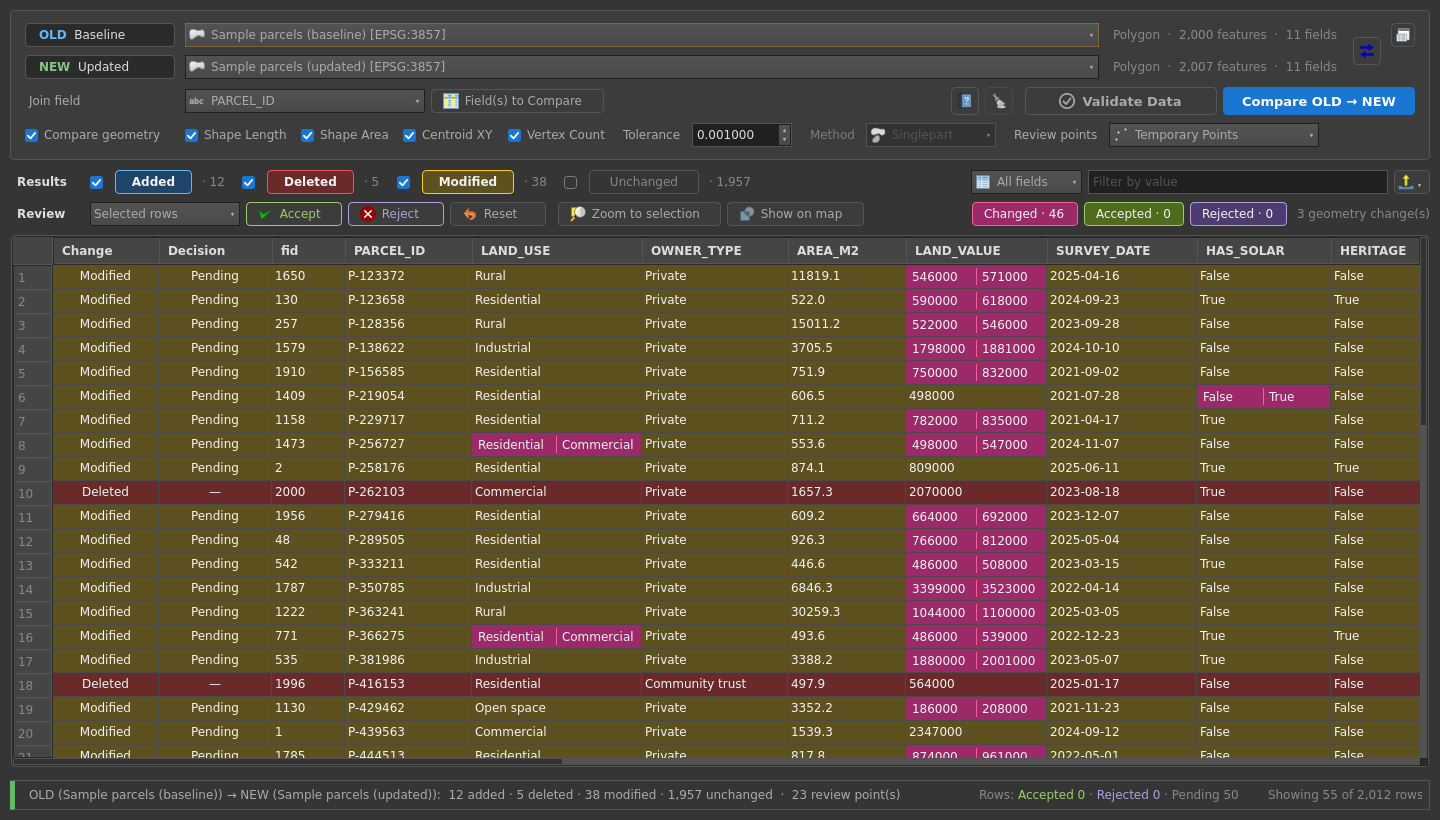 OLD Baseline Sample parcels (baseline) [EPSG:3857] Polygon · 2,000 features · 11 fields
NEW Updated Sample parcels (updated) [EPSG:3857] Polygon · 2,007 features · 11 fields
Join field abc PARCEL_ID Field(s) to Compare Validate Data Compare OLD → NEW
Compare geometry Shape Length Shape Area Centroid XY Vertex Count Tolerance 0.001000 Method Singlepart Review points Temporary Points
Results Added · 12 Deleted · 5 Modified · 38 Unchanged · 1,957 All fields Filter by value
Review Selected rows Accept Reject Reset Zoom to selection Show on map Changed · 46 Accepted · 0 Rejected · 0 3 geometry change(s)
Change Decision fid PARCEL_ID LAND_USE OWNER_TYPE AREA_M2 LAND_VALUE SURVEY_DATE HAS_SOLAR HERITAGE
1 Modified Pending 1650 P-123372 Rural Private 11819.1 546000 571000 2025-04-16 False False
2 Modified Pending 130 P-123658 Residential Private 522.0 590000 618000 2024-09-23 True True
3 Modified Pending 257 P-128356 Rural Private 15011.2 522000 546000 2023-09-28 False False
4 Modified Pending 1579 P-138622 Industrial Private 3705.5 1798000 1881000 2024-10-10 False False
5 Modified Pending 1910 P-156585 Residential Private 751.9 750000 832000 2021-09-02 False False
6 Modified Pending 1409 P-219054 Residential Private 606.5 498000 2021-07-28 False True False
7 Modified Pending 1158 P-229717 Residential Private 711.2 782000 835000 2021-04-17 True False
8 Modified Pending 1473 P-256727 Residential Commercial Private 553.6 498000 547000 2024-11-07 False False
9 Modified Pending 2 P-258176 Residential Private 874.1 809000 2025-06-11 True True
10 Deleted — 2000 P-262103 Commercial Private 1657.3 2070000 2023-08-18 True False
11 Modified Pending 1956 P-279416 Residential Private 609.2 664000 692000 2023-12-07 False False
12 Modified Pending 48 P-289505 Residential Private 926.3 766000 812000 2025-05-04 False False
13 Modified Pending 542 P-333211 Residential Private 446.6 486000 508000 2023-03-15 True False
14 Modified Pending 1787 P-350785 Industrial Private 6846.3 3399000 3523000 2022-04-14 False False
15 Modified Pending 1222 P-363241 Rural Private 30259.3 1044000 1100000 2025-03-05 False False
16 Modified Pending 771 P-366275 Residential Commercial Private 493.6 486000 539000 2022-12-23 True True
17 Modified Pending 535 P-381986 Industrial Private 3388.2 1880000 2001000 2023-05-07 True False
18 Deleted — 1996 P-416153 Residential Community trust 497.9 564000 2025-01-17 False False
19 Modified Pending 1130 P-429462 Open space Private 3352.2 186000 208000 2021-11-23 False False
20 Modified Pending 1 P-439563 Commercial Private 1539.3 2347000 2024-09-12 False False
21 Modified Pending 1785 P-444513 Residential Private 817.8 874000 961000 2022-05-01 False False
OLD (Sample parcels (baseline)) → NEW (Sample parcels (updated)): 12 added · 5 deleted · 38 modified · 1,957 unchanged · 23 review point(s) Rows: Accepted 0 · Rejected 0 · Pending 50 Showing 55 of 2,012 rows